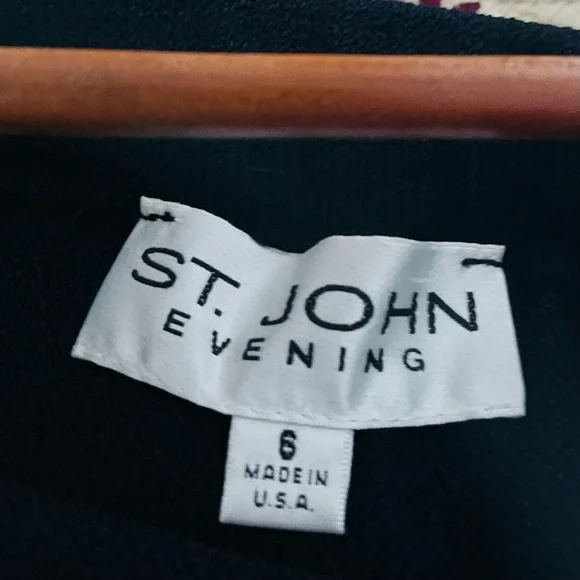 ST. JOHN
EVENING
6
MADE IN
U.S.A.